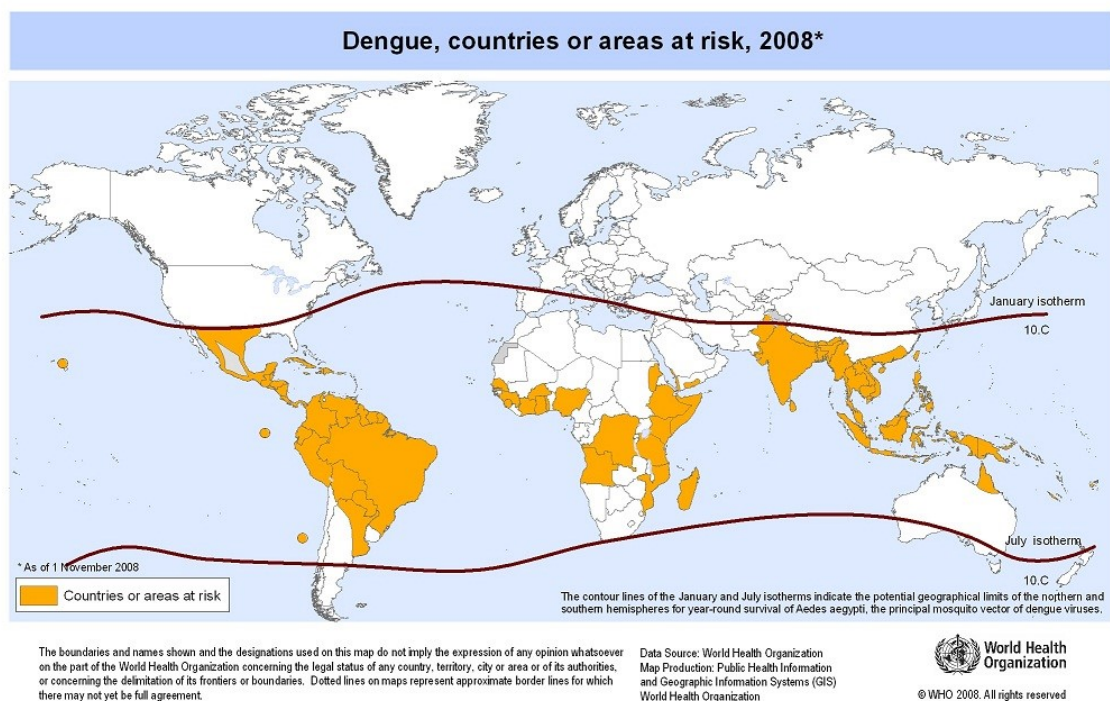 Dengue, countries or areas at risk, 2008*
January isotherm
10.C
July isotherm
10.C
* As of 1 November 2008
Countries or areas at risk
The contour lines of the January and July isotherms indicate the potential geographical limits of the northern and
southern hemispheres for year-round survival of Aedes aegypti, the principal mosquito vector of dengue viruses.
The boundaries and names shown and the designations used on this map do not imply the expression of any opinion whatsoever
on the part of the World Health Organization concerning the legal status of any country, territory, city or area or of its authorities,
or concerning the delimitation of its frontiers or boundaries. Dotted lines on maps represent approximate border lines for which
there may not yet be full agreement.
Data Source: World Health Organization
Map Production: Public Health Information
and Geographic Information Systems (GIS)
World Health Organization
World Health
Organization
© WHO 2008. All rights reserved